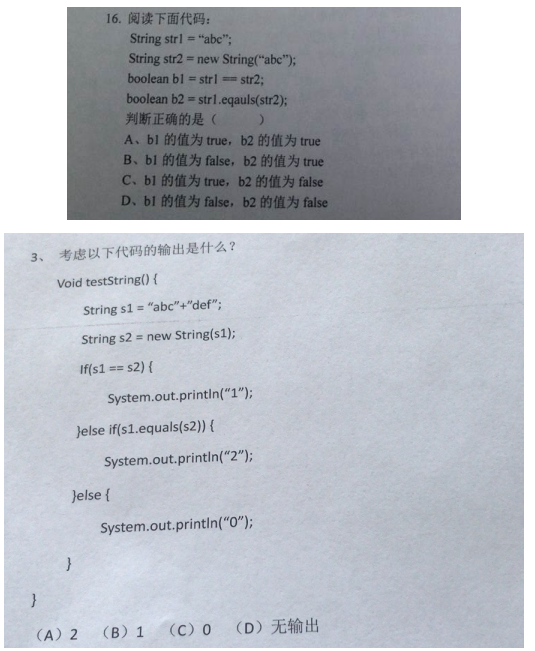 16. 阅读下面代码：
String str1 = “abc”;
String str2 = new String(“abc”);
boolean b1 = str1 == str2;
boolean b2 = str1.eqauls(str2);
判断正确的是（ ）
A、b1 的值为 true，b2 的值为 true
B、b1 的值为 false，b2 的值为 true
C、b1 的值为 true，b2 的值为 false
D、b1 的值为 false，b2 的值为 false
3、 考虑以下代码的输出是什么？
Void testString() {
String s1 = “abc”+”def”;
String s2 = new String(s1);
If(s1 == s2) {
System.out.println(“1”);
}else if(s1.equals(s2)) {
System.out.println(“2”);
}else {
System.out.println(“0”);
}
}
（A）2 （B）1 （C）0 （D）无输出